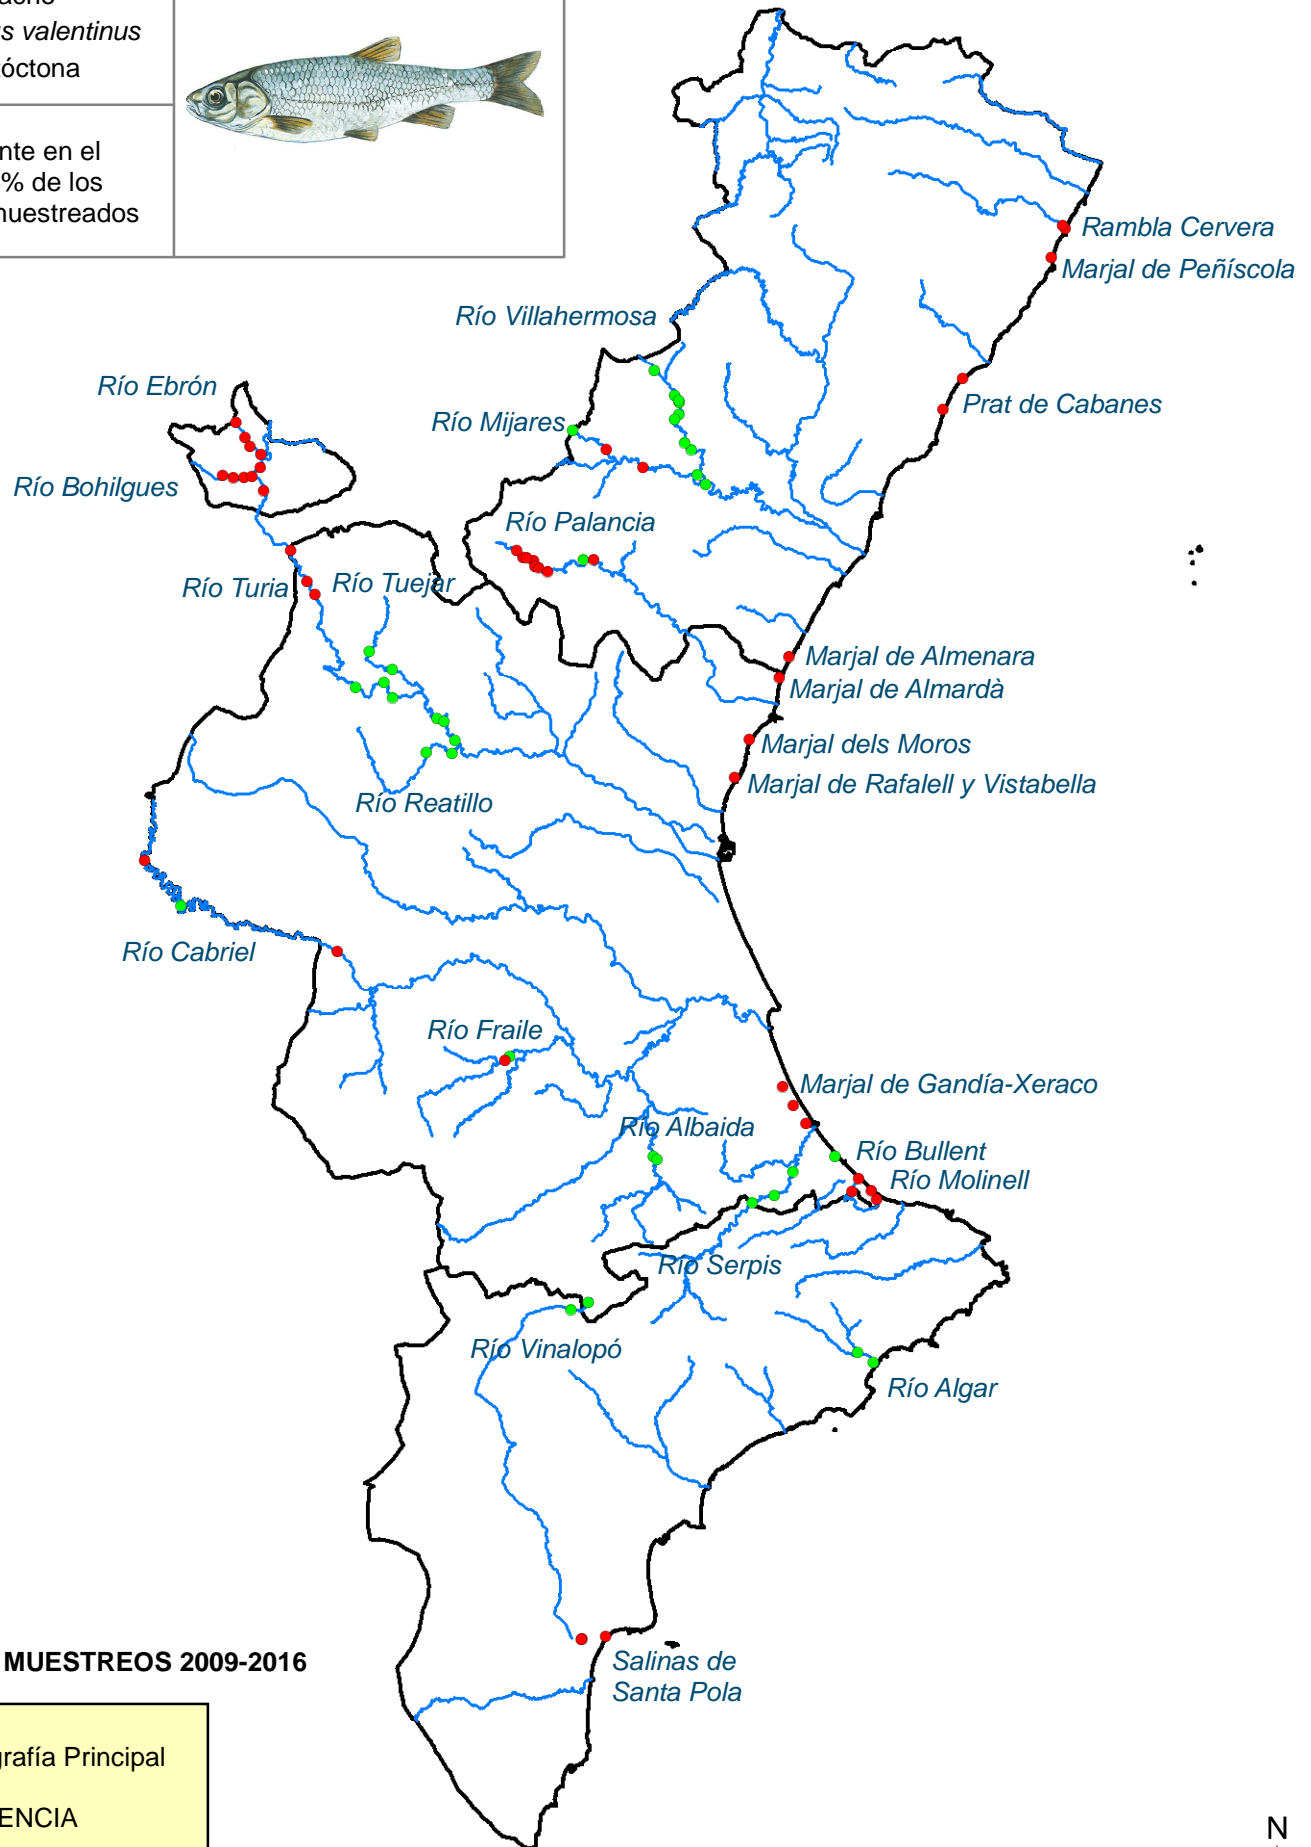 valentinus
nte en el
% de los
Rambla Cervera
Marjal de Peñíscola
Río Villahermosa
Río Ebrón
Prat de Cabanes
Río Mijares
Río Bohilgues
Río Palancia
Río Turia
Río Tuejar
Marjal de Almenara
Marjal de Almardà
Marjal dels Moros
Marjal de Rafalell y Vistabella
Río Reatillo
Río Cabriel
Río Fraile
Marjal de Gandía-Xeraco
Río Albaida
Río Bullent
Río Molinell
Río Serpis
Río Vinalopó
Río Algar
Salinas de
Santa Pola
MUESTREOS 2009-2016
grafía Principal
ENCIA
N